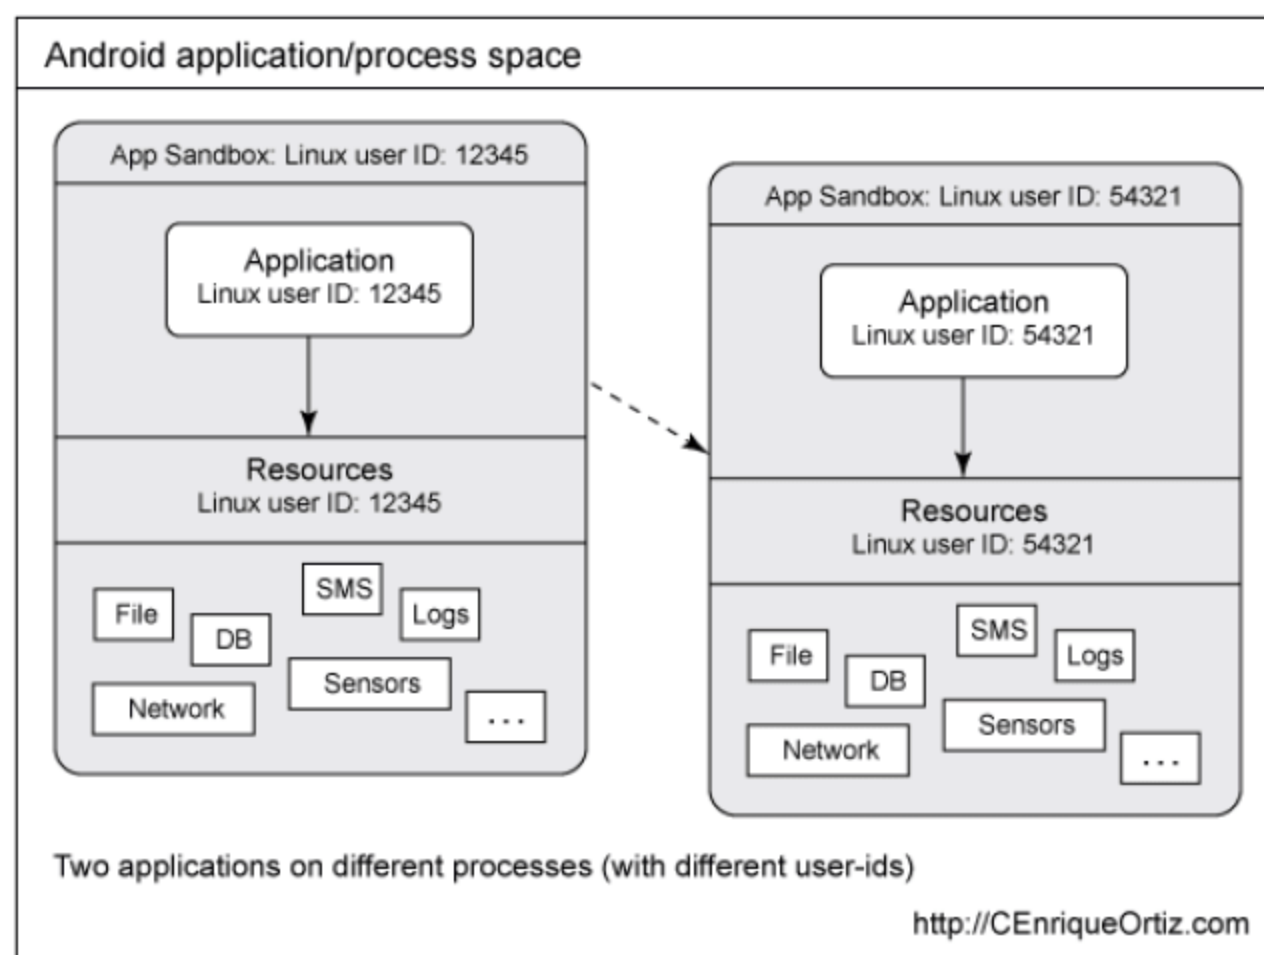 Android application/process space
App Sandbox: Linux user ID: 12345
Application
Linux user ID: 12345
Resources
Linux user ID: 12345
File
DB
SMS
Logs
Network
Sensors
...
App Sandbox: Linux user ID: 54321
Application
Linux user ID: 54321
Resources
Linux user ID: 54321
File
DB
SMS
Logs
Network
Sensors
...
Two applications on different processes (with different user-ids)
http://CEnriqueOrtiz.com